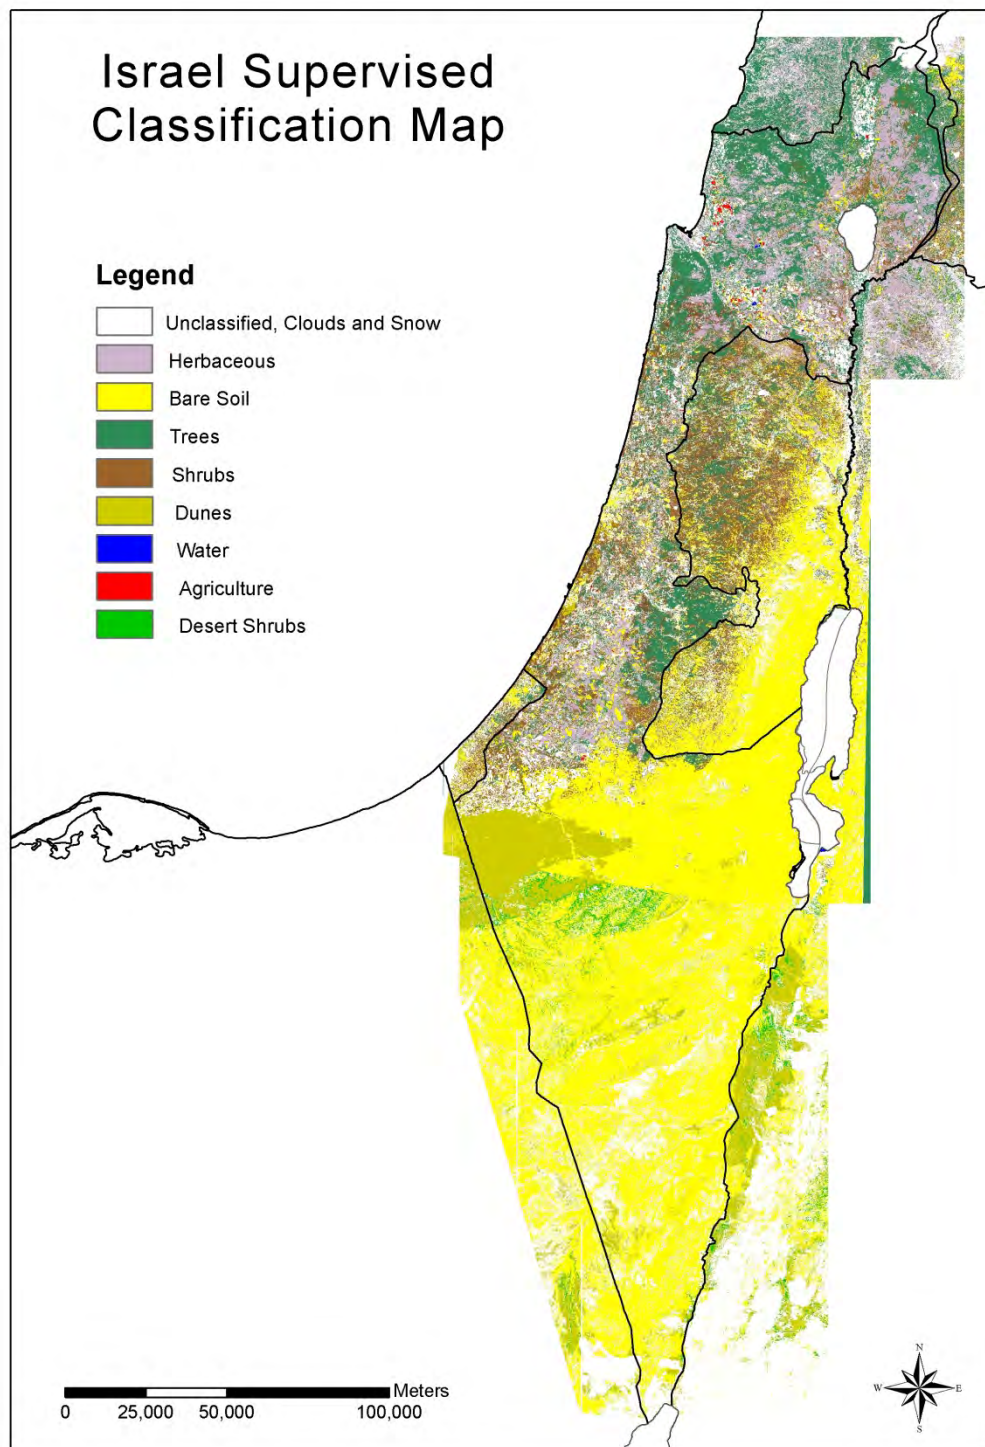 Israel Supervised
Classification Map
Legend
Unclassified, Clouds and Snow
Herbaceous
Bare Soil
Trees
Shrubs
Dunes
Water
Agriculture
Desert Shrubs
Meters
0 25,000 50,000 100,000
N
W E
S